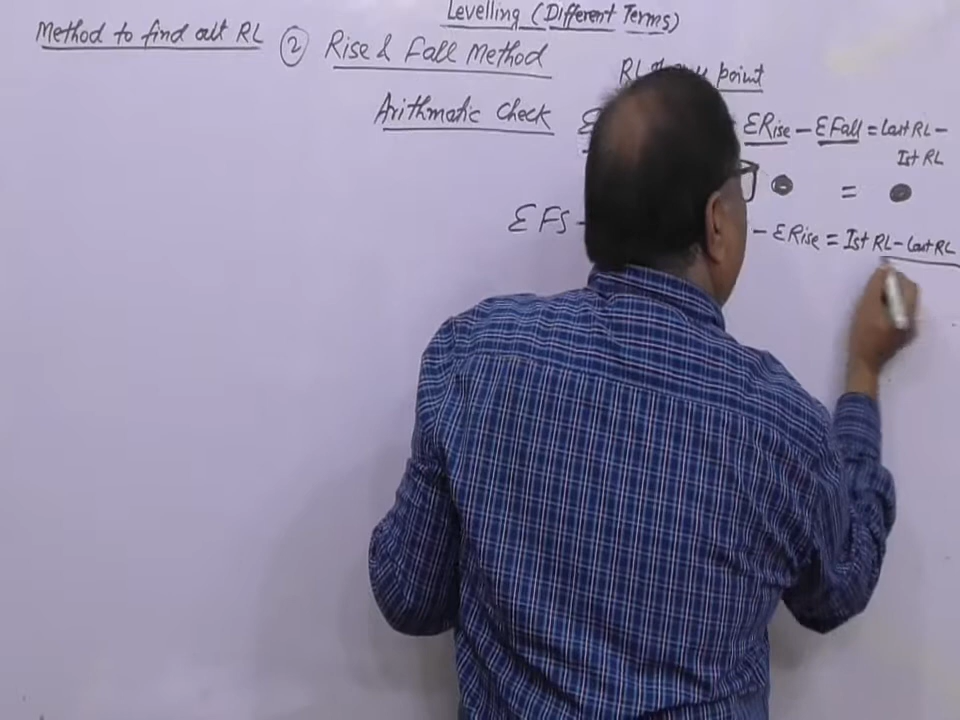 Levelling (Different Terms)
Method to find out RL ② Rise & Fall Method
RL point
Arithmatic Check Σ ΣRise - ΣFall = Last RL -
Ist RL
=
ΣFS - - ΣRise = Ist RL - Last RL